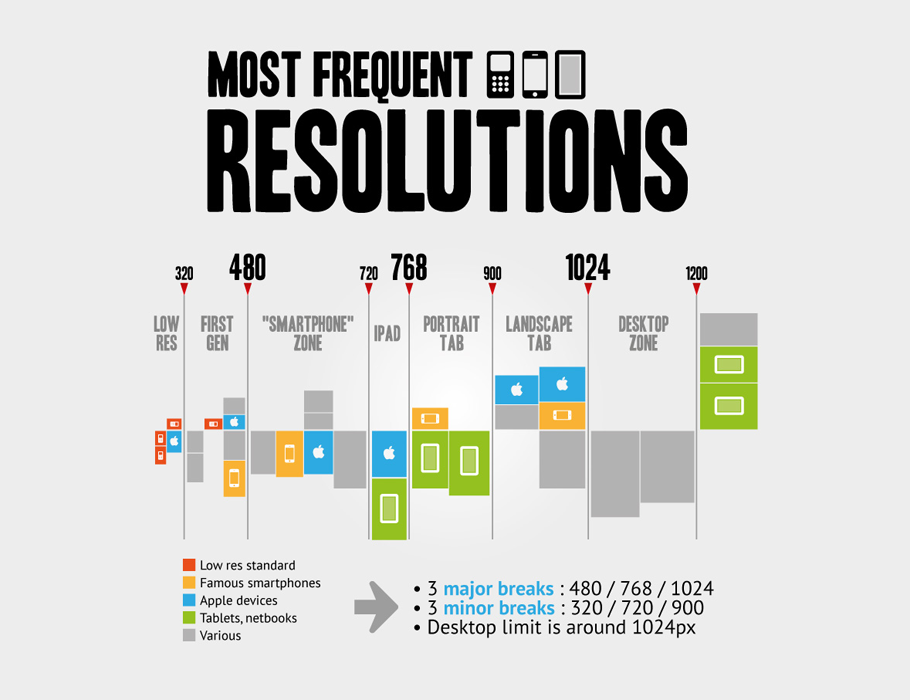 MOST FREQUENT
RESOLUTIONS
320
480
720
768
900
1024
1200
LOW
RES
FIRST
GEN
"SMARTPHONE"
ZONE
IPAD
PORTRAIT
TAB
LANDSCAPE
TAB
DESKTOP
ZONE
Low res standard
Famous smartphones
Apple devices
Tablets, netbooks
Various
• 3 major breaks : 480 / 768 / 1024
• 3 minor breaks : 320 / 720 / 900
• Desktop limit is around 1024px